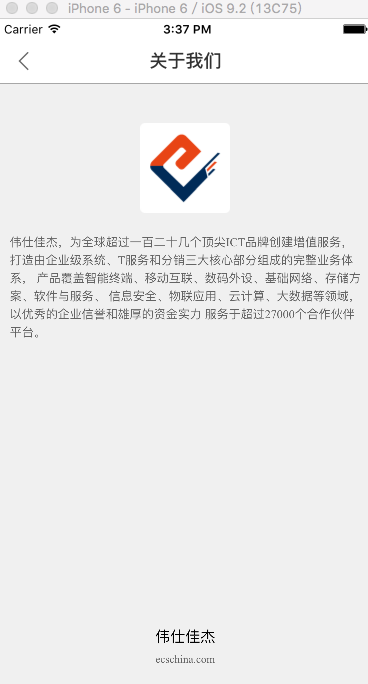 iPhone 6 - iPhone 6 / iOS 9.2 (13C75)
Carrier 3:37 PM
关于我们
伟仕佳杰，为全球超过一百二十几个顶尖ICT品牌创建增值服务，
打造由企业级系统、T服务和分销三大核心部分组成的完整业务体
系， 产品覆盖智能终端、移动互联、数码外设、基础网络、存储方
案、软件与服务、 信息安全、物联应用、云计算、大数据等领域，
以优秀的企业信誉和雄厚的资金实力 服务于超过27000个合作伙伴
平台。
伟仕佳杰
ecschina.com